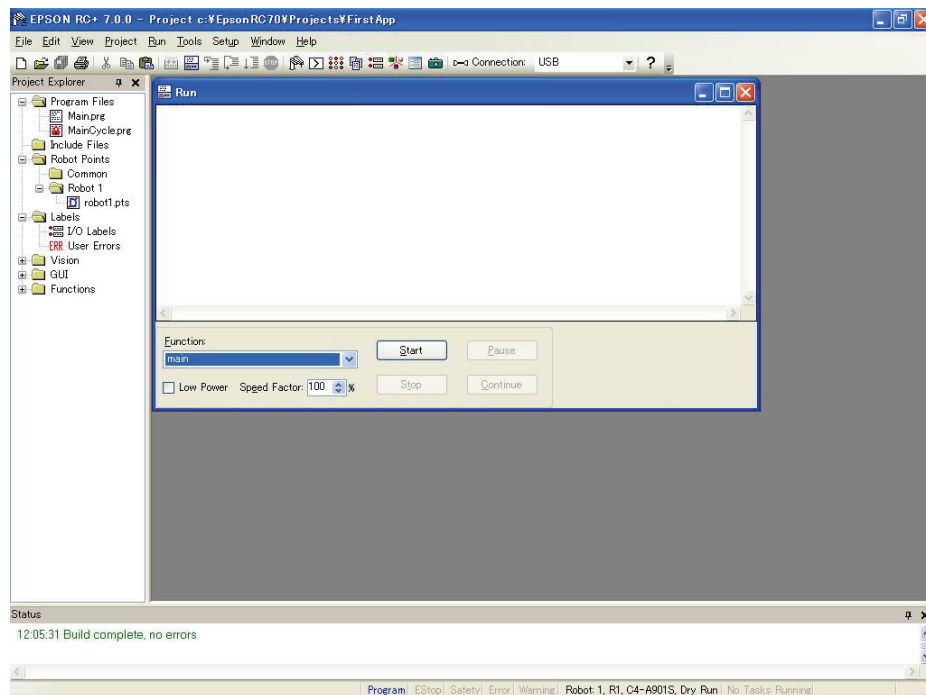 EPSON RC+ 7.0.0 - Project c:¥EpsonRC70¥Projects¥FirstApp
File Edit View Project Run Tools Setup Window Help
Connection: USB
Project Explorer
Program Files
Main.prg
MainCycle.prg
Include Files
Robot Points
Common
Robot 1
robot1.pts
Labels
I/O Labels
ERR User Errors
Vision
GUI
Functions
Run
Function:
main
Start
Pause
Low Power Speed Factor: 100 %
Stop
Continue
Status
12:05:31 Build complete, no errors
Program EStop Safety Error Warning Robot: 1, R1, C4-A901S, Dry Run No Tasks Running